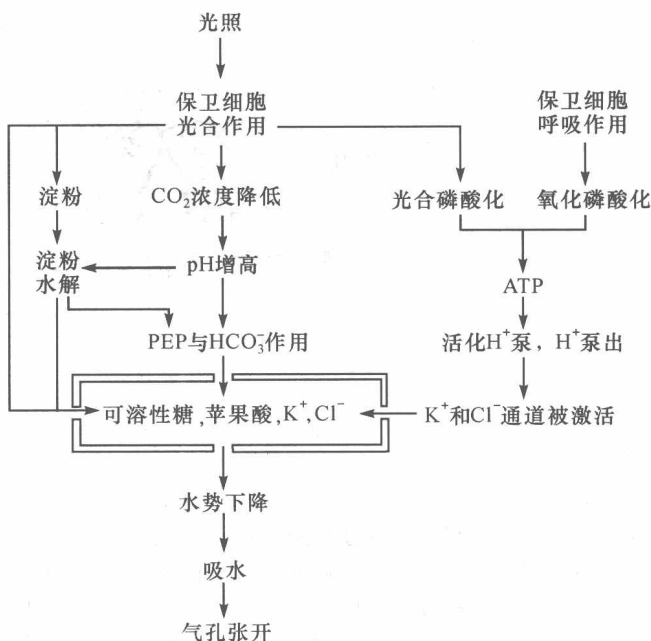 光照
保卫细胞
光合作用
保卫细胞
呼吸作用
淀粉
CO₂浓度降低
光合磷酸化
氧化磷酸化
淀粉
水解
pH增高
ATP
PEP与HCO₃⁻作用
活化H⁺泵，H⁺泵出
可溶性糖,苹果酸,K⁺,Cl⁻
K⁺和Cl⁻通道被激活
水势下降
吸水
气孔张开